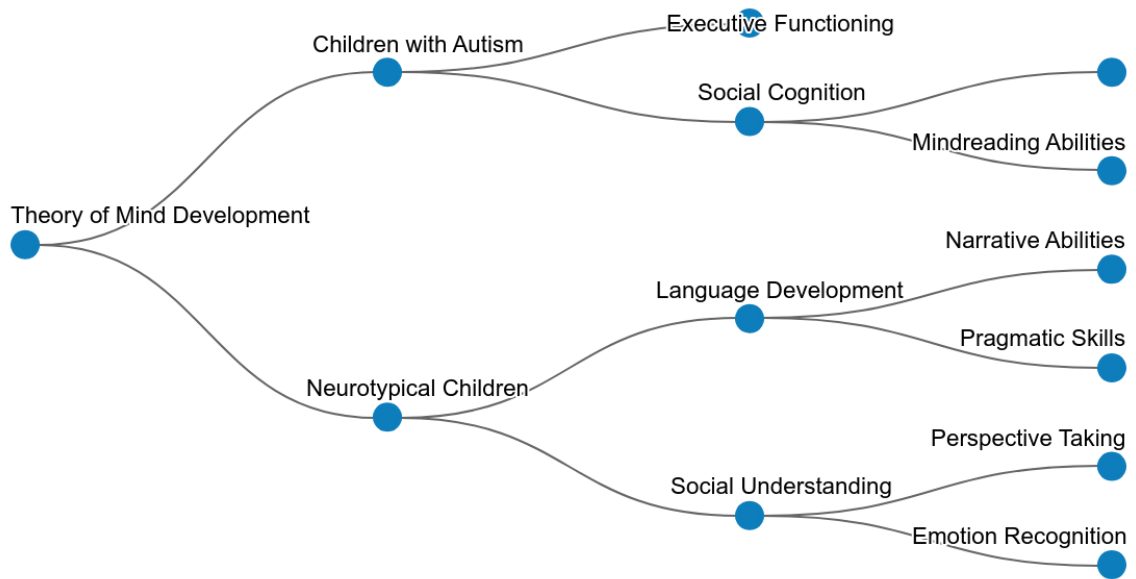 Executive Functioning
Children with Autism
Social Cognition
Mindreading Abilities
Theory of Mind Development
Narrative Abilities
Language Development
Pragmatic Skills
Neurotypical Children
Perspective Taking
Social Understanding
Emotion Recognition